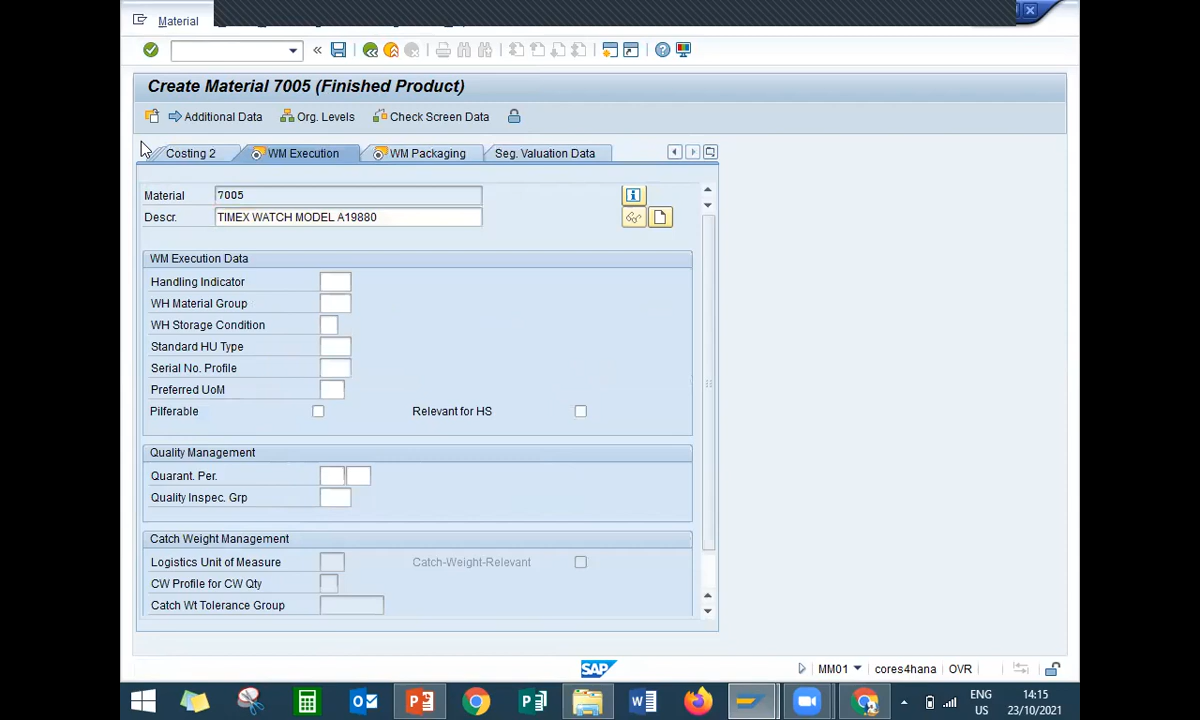 Material
Create Material 7005 (Finished Product)
Additional Data Org. Levels Check Screen Data
Costing 2 WM Execution WM Packaging Seg. Valuation Data
Material 7005
Descr. TIMEX WATCH MODEL A19880
WM Execution Data
Handling Indicator
WH Material Group
WH Storage Condition
Standard HU Type
Serial No. Profile
Preferred UoM
Pilferable Relevant for HS
Quality Management
Quarant. Per.
Quality Inspec. Grp
Catch Weight Management
Logistics Unit of Measure Catch-Weight-Relevant
CW Profile for CW Qty
Catch Wt Tolerance Group
SAP MM01 cores4hana OVR
ENG 14:15
US 23/10/2021